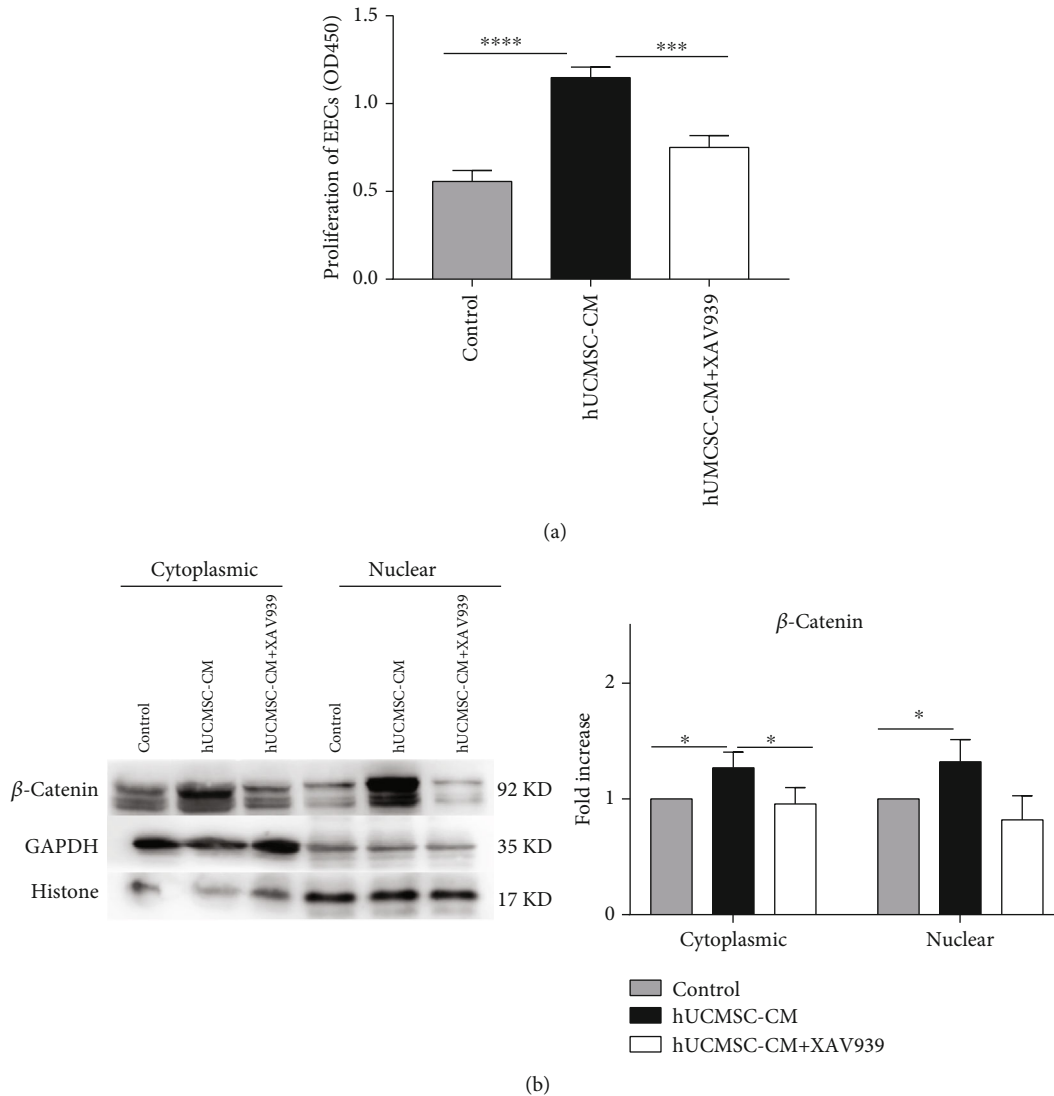 1.5
1.0
0.5
0.0
Proliferation of EECs (OD450)
****
***
Control
hUCMSC-CM
hUMCSC-CM+XAV939
(a)
Cytoplasmic
Nuclear
Control
hUCMSC-CM
hUCMSC-CM+XAV939
Control
hUCMSC-CM
hUCMSC-CM+XAV939
β-Catenin
92 KD
GAPDH
35 KD
Histone
17 KD
β-Catenin
2
1
0
Fold increase
*
*
*
Cytoplasmic
Nuclear
Control
hUCMSC-CM
hUCMSC-CM+XAV939
(b)